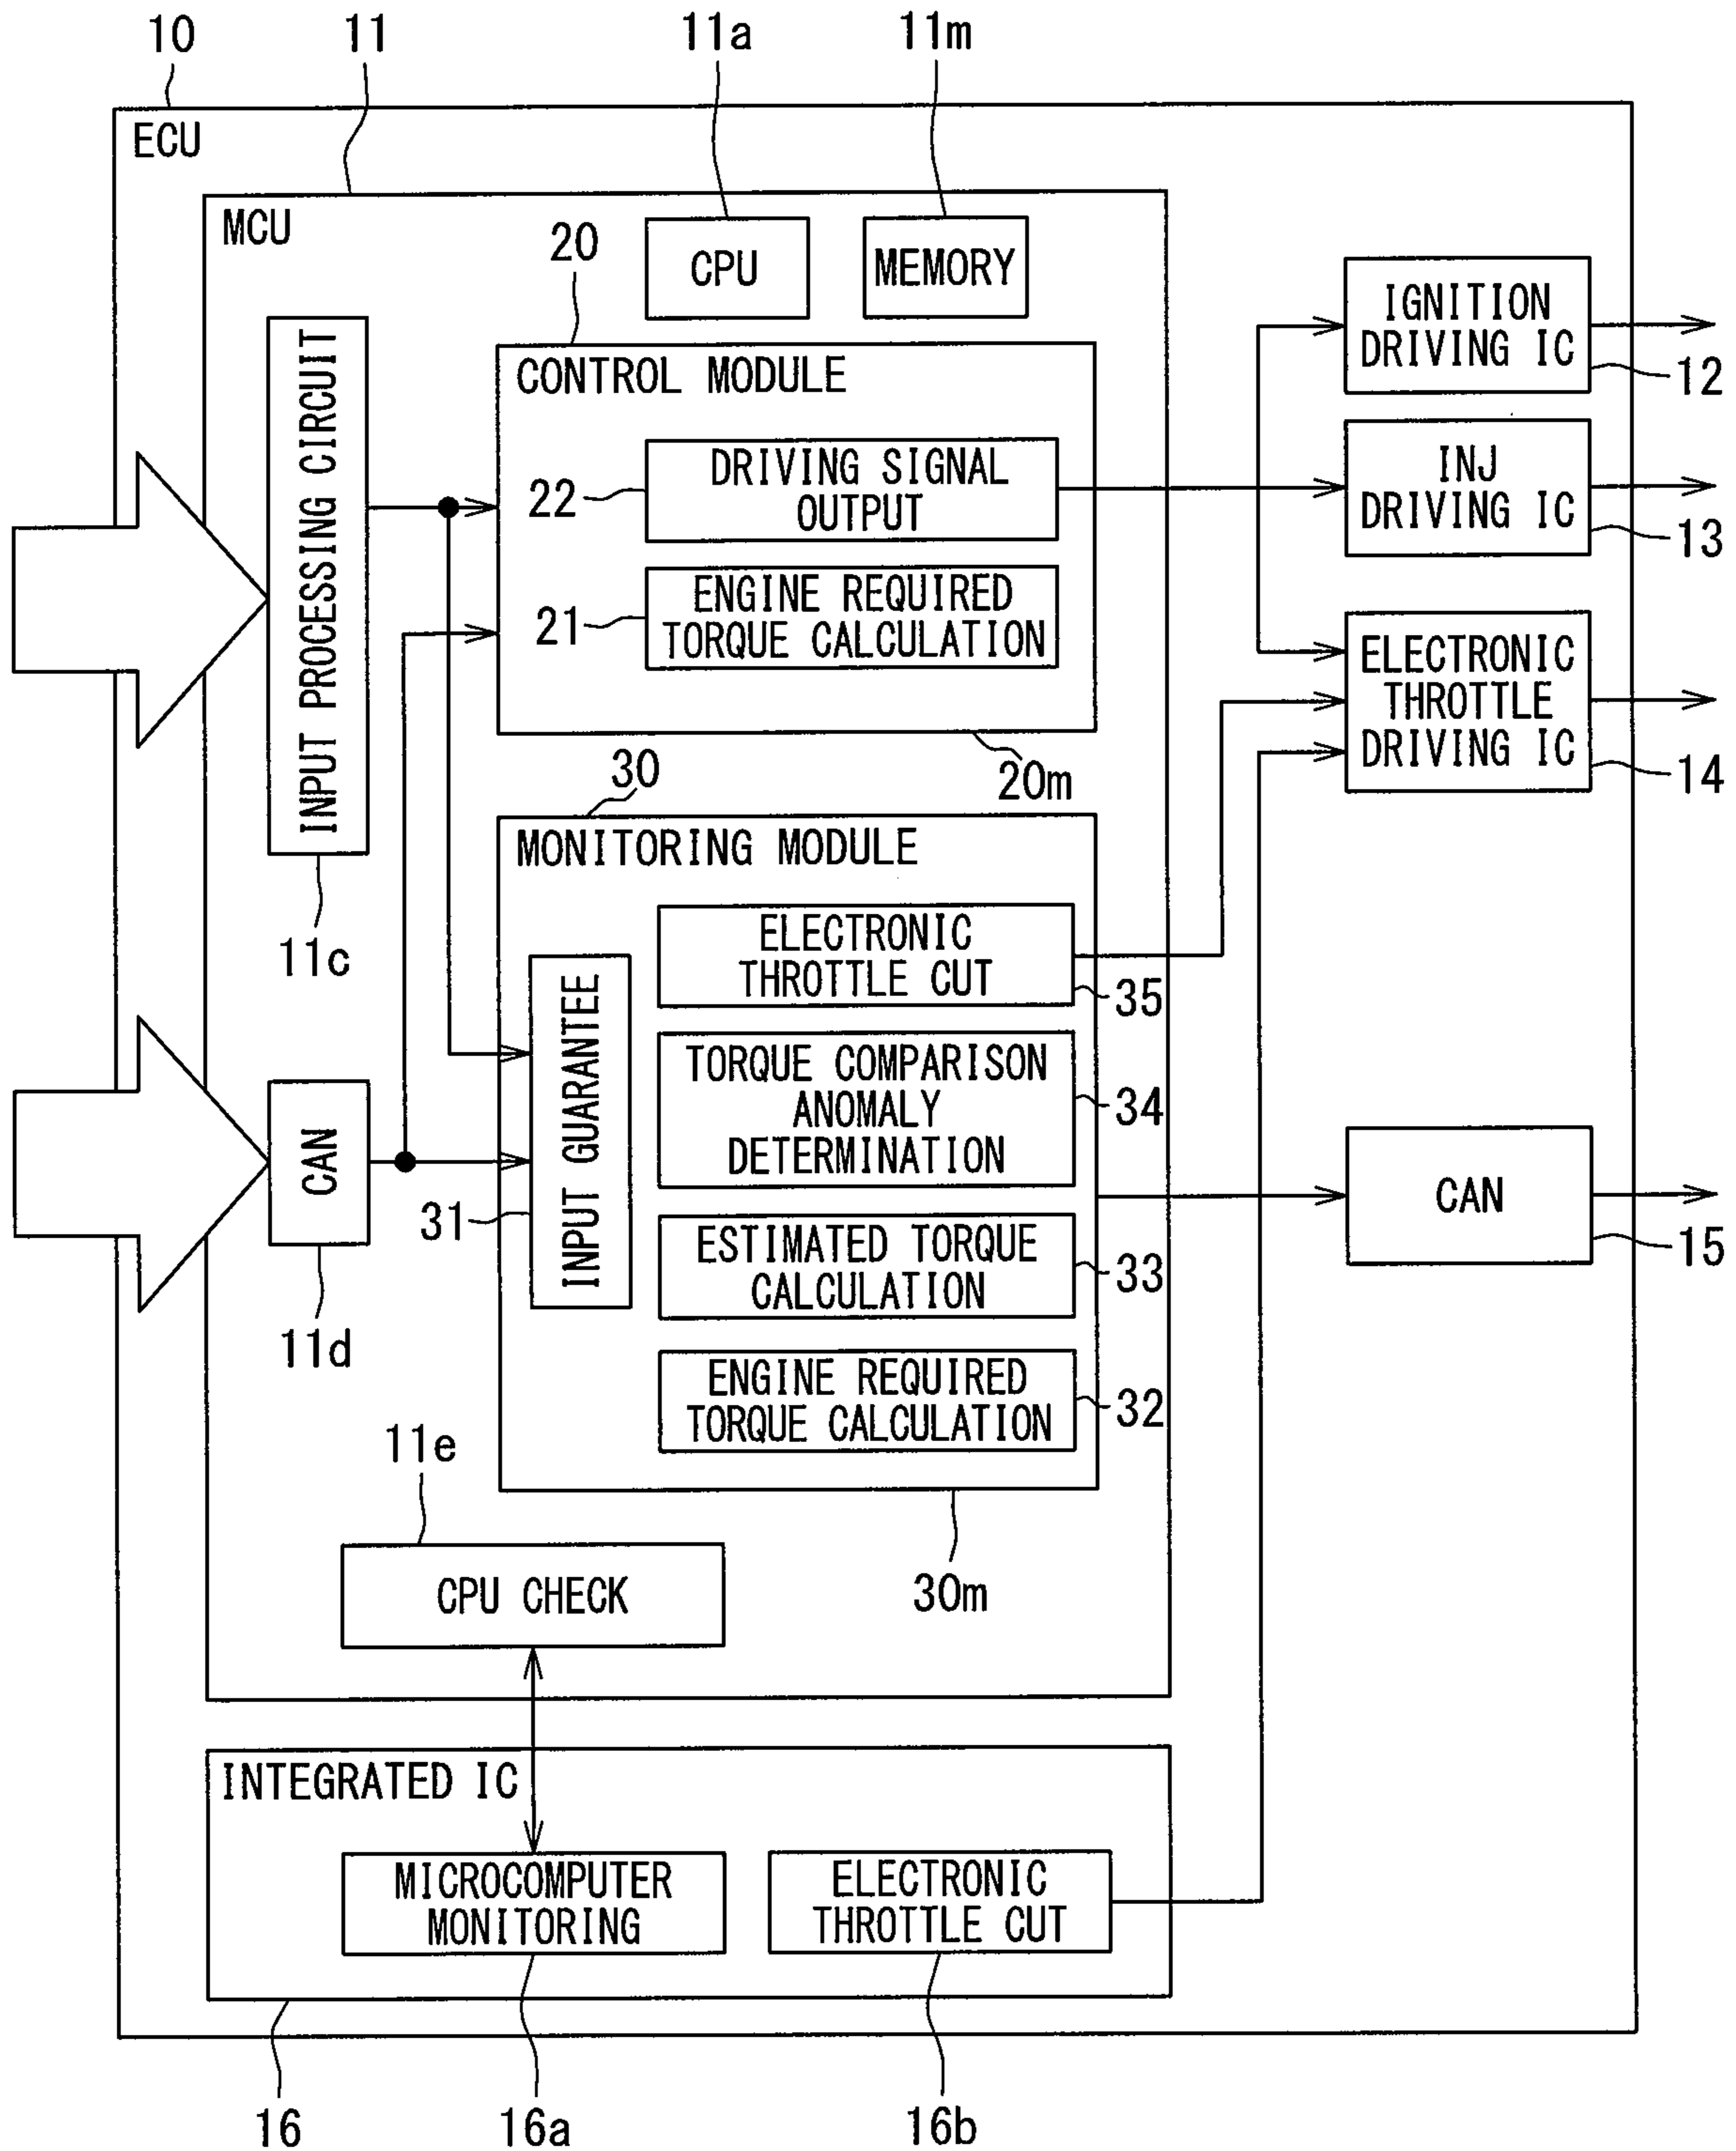 10
11
11a
11m
ECU
MCU
20
CPU
MEMORY
IGNITION
DRIVING IC
12
CONTROL MODULE
INPUT PROCESSING CIRCUIT
22
DRIVING SIGNAL
OUTPUT
INJ
DRIVING IC
13
21
ENGINE REQUIRED
TORQUE CALCULATION
ELECTRONIC
THROTTLE
DRIVING IC
14
20m
30
MONITORING MODULE
11c
ELECTRONIC
THROTTLE CUT
35
INPUT GUARANTEE
TORQUE COMPARISON
ANOMALY
DETERMINATION
34
CAN
CAN
15
31
ESTIMATED TORQUE
CALCULATION
33
11d
ENGINE REQUIRED
TORQUE CALCULATION
32
11e
CPU CHECK
30m
INTEGRATED IC
MICROCOMPUTER
MONITORING
ELECTRONIC
THROTTLE CUT
16
16a
16b